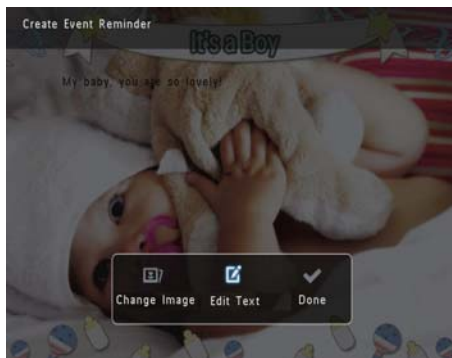 Create Event Reminder
It's a Boy
My baby, you are so lovely!
Change Image Edit Text Done